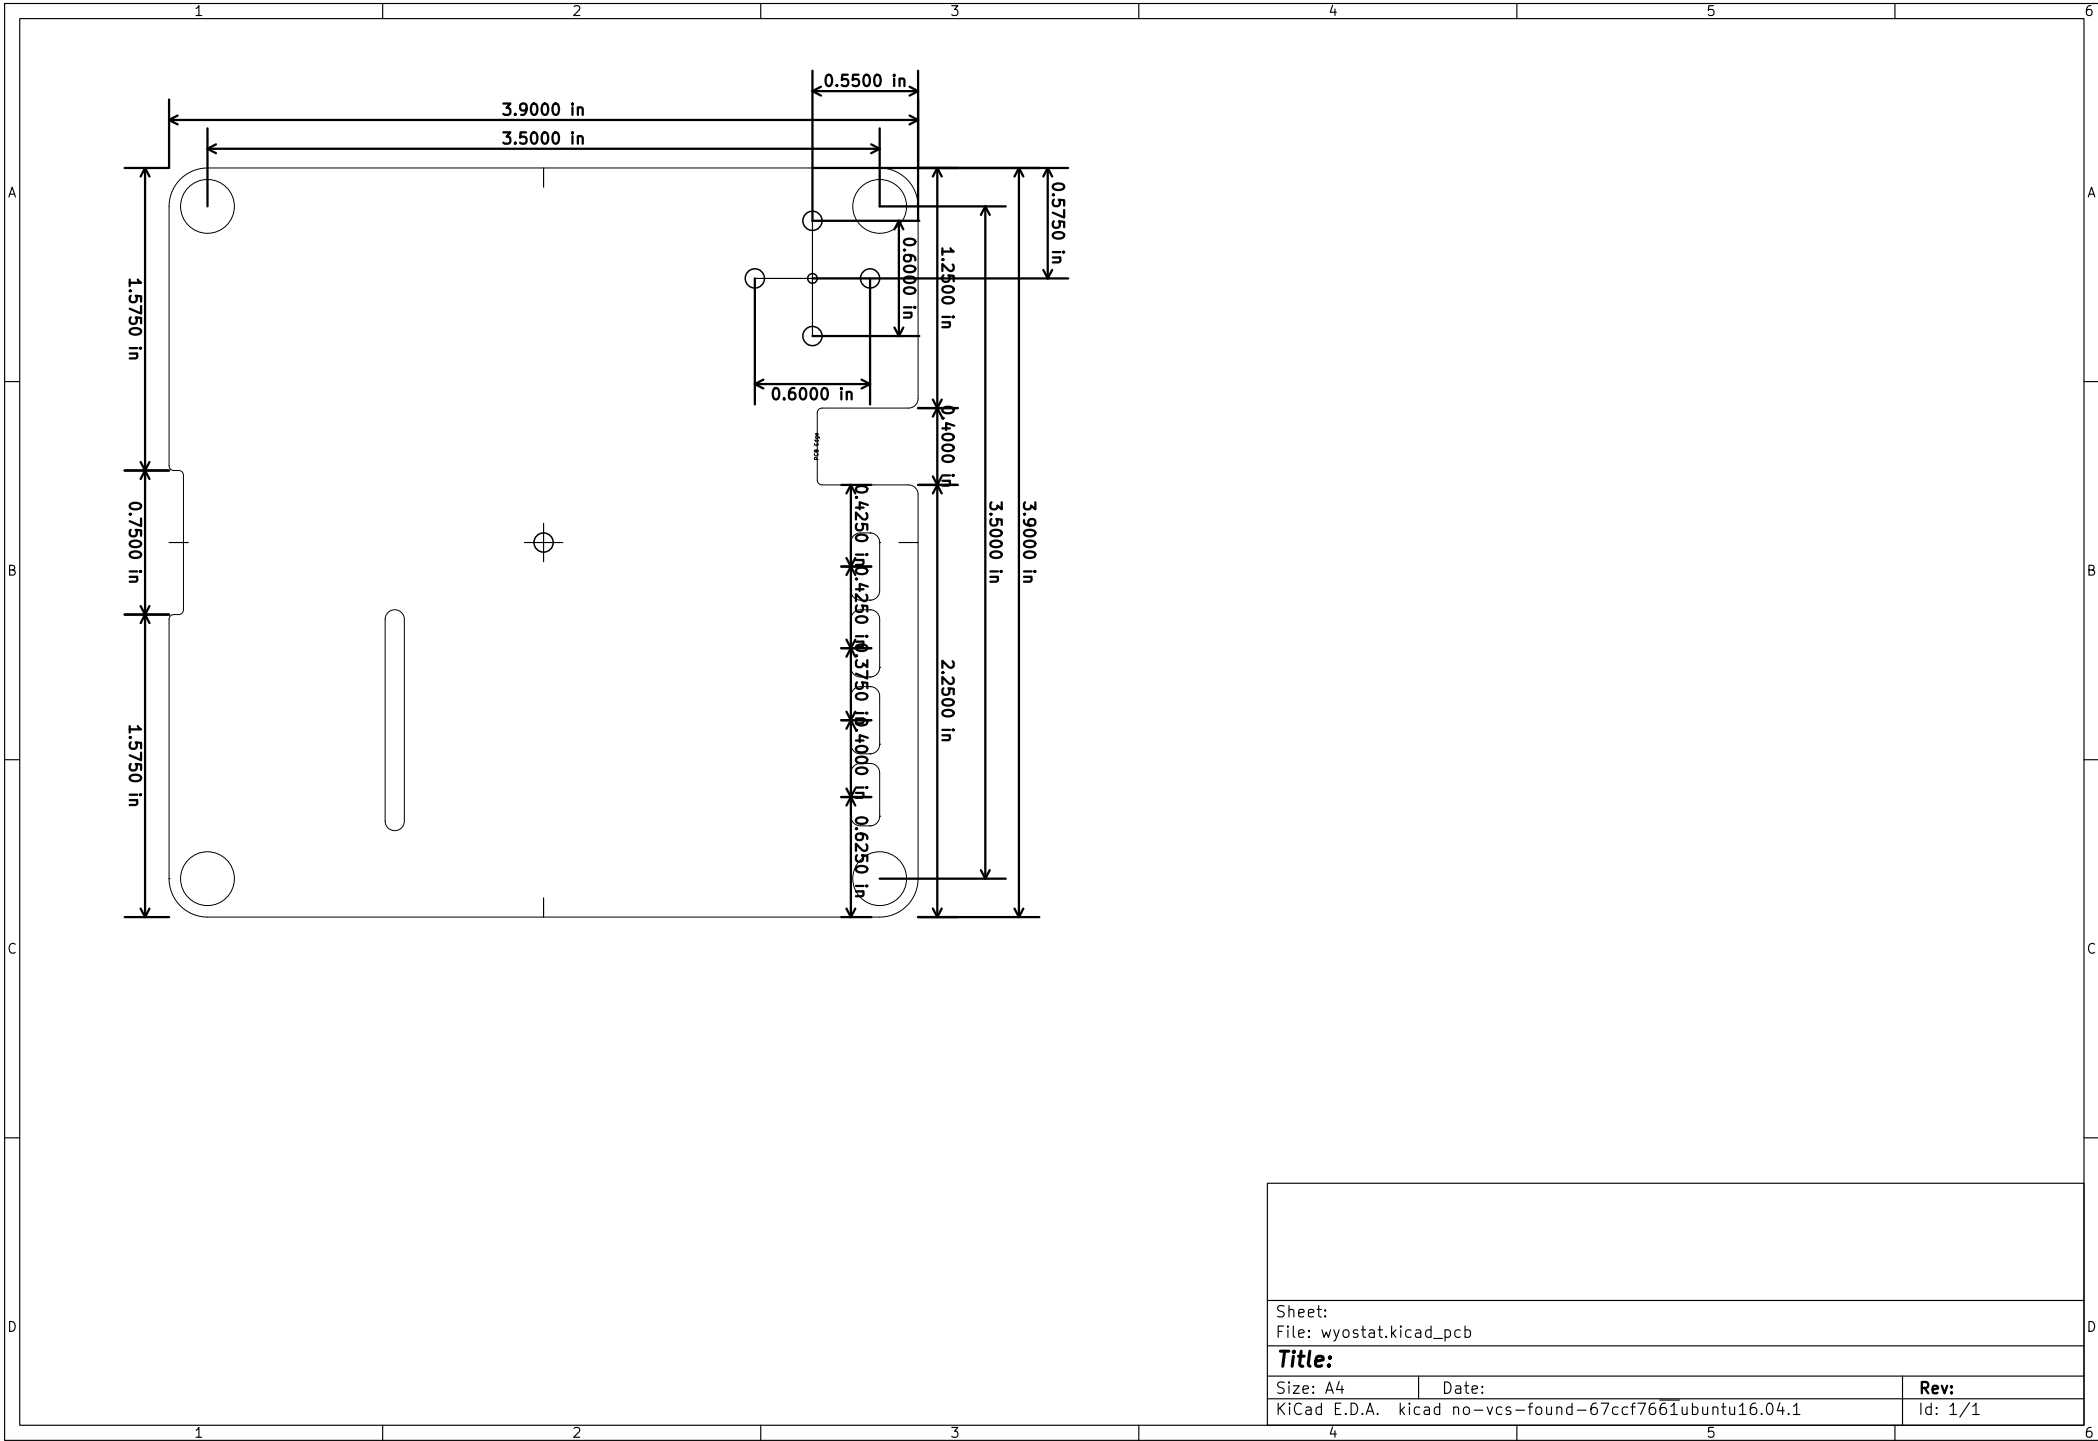 1 2 3 4 5 6
0.5500 in
3.9000 in
3.5000 in
A
A
0.5750 in
0.6000 in
1.2500 in
1.5750 in
0.6000 in
0.4000 in
PCB Edge
0.4250 in
0.7500 in
3.5000 in
3.9000 in
B
B
0.4250 in
0.3750 in
2.2500 in
0.4000 in
1.5750 in
0.6250 in
C
C
Sheet:
File: wyostat.kicad_pcb
D
D
Title:
Size: A4 Date: Rev:
KiCad E.D.A. kicad no-vcs-found-67ccf7661ubuntu16.04.1 Id: 1/1
1 2 3 4 5 6